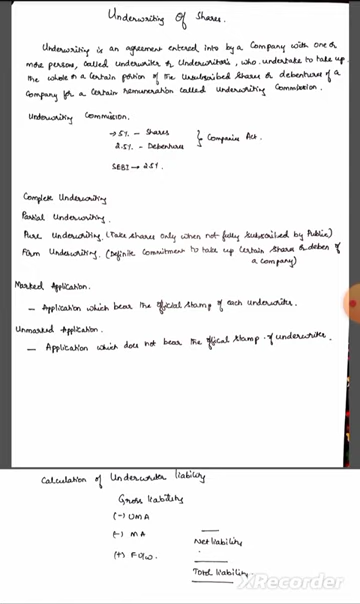 Underwriting Of Shares.
Underwriting is an agreement entered into by a Company with one or
more persons, called underwriter or Underwriters, who undertake to take up
the whole or a Certain portion of the Unsubscribed Shares or debentures of a
Company for a Certain remuneration called Underwriting Commission.
Underwriting Commission.
→ 5% - Shares
2.5% - Debentures } Companies Act.
SEBI → 2.5%.
Complete Underwriting
Partial Underwriting.
Pure Underwriting. (Take Shares Only when not fully Subscribed by Public)
Firm Underwriting. (Definite Commitment to take up Certain Share or deben of
a Company)
Marked Application.
- Application which bear the official Stamp of each underwriter.
Unmarked Application.
- Application which does not bear the offical Stamp of underwriter.
Calculation of Underwriter liability
Gross liability
(-) UMA
(-) MA
Net liability
(+) F U/W.
Total liability
XRecorder